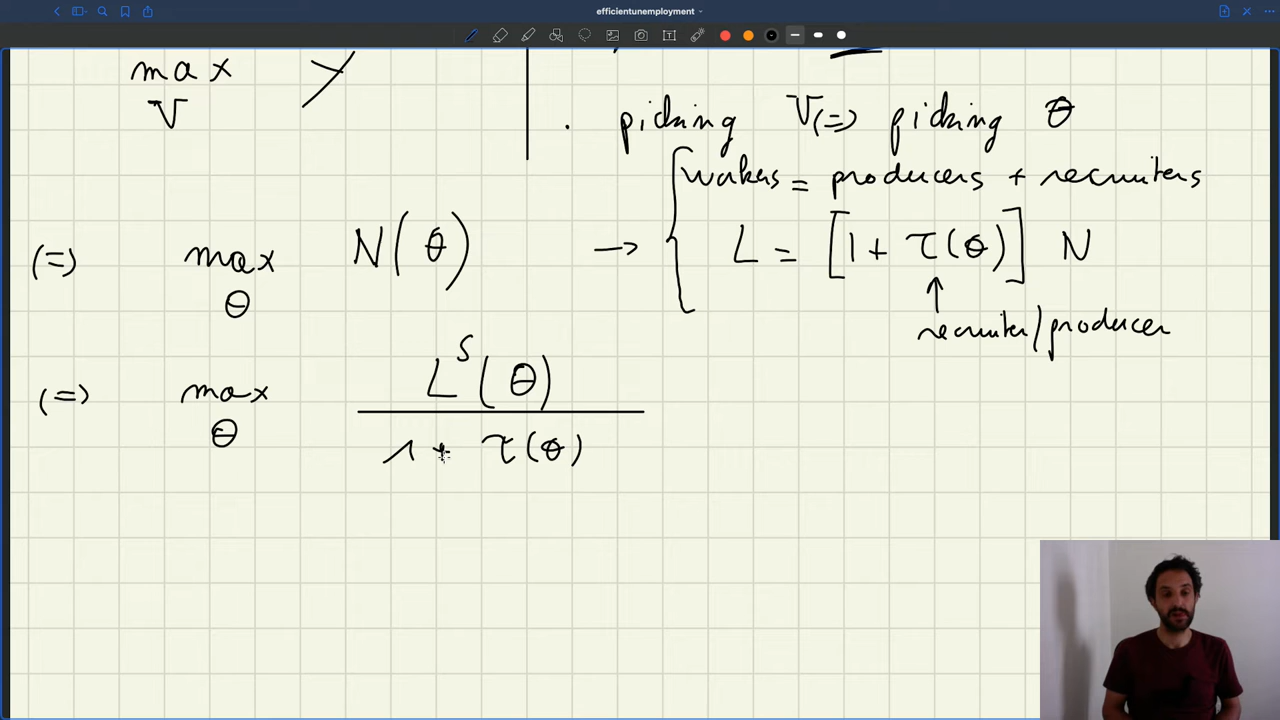 efficientunemployment
max Y
V
. picking V (=) picking θ
workers = producers + recruiters
(=) max N(θ) → L = [1 + τ(θ)] N
θ
↑
recruiter/producer
(=) max L^s(θ)
θ 1 + τ(θ)